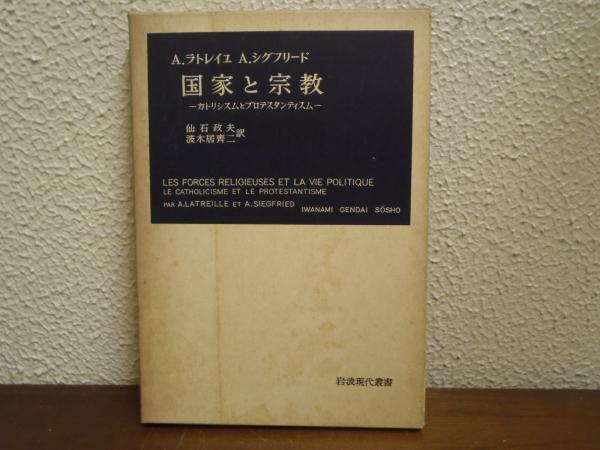 A.ラトレイユ A.シグフリード
国家と宗教
―カトリシスムとプロテスタンティスム―
仙石政夫
波木居齊二 訳
LES FORCES RELIGIEUSES ET LA VIE POLITIQUE
LE CATHOLICISME ET LE PROTESTANTISME
PAR A.LATREILLE ET A.SIEGFRIED IWANAMI GENDAI SŌSHO
岩波現代叢書